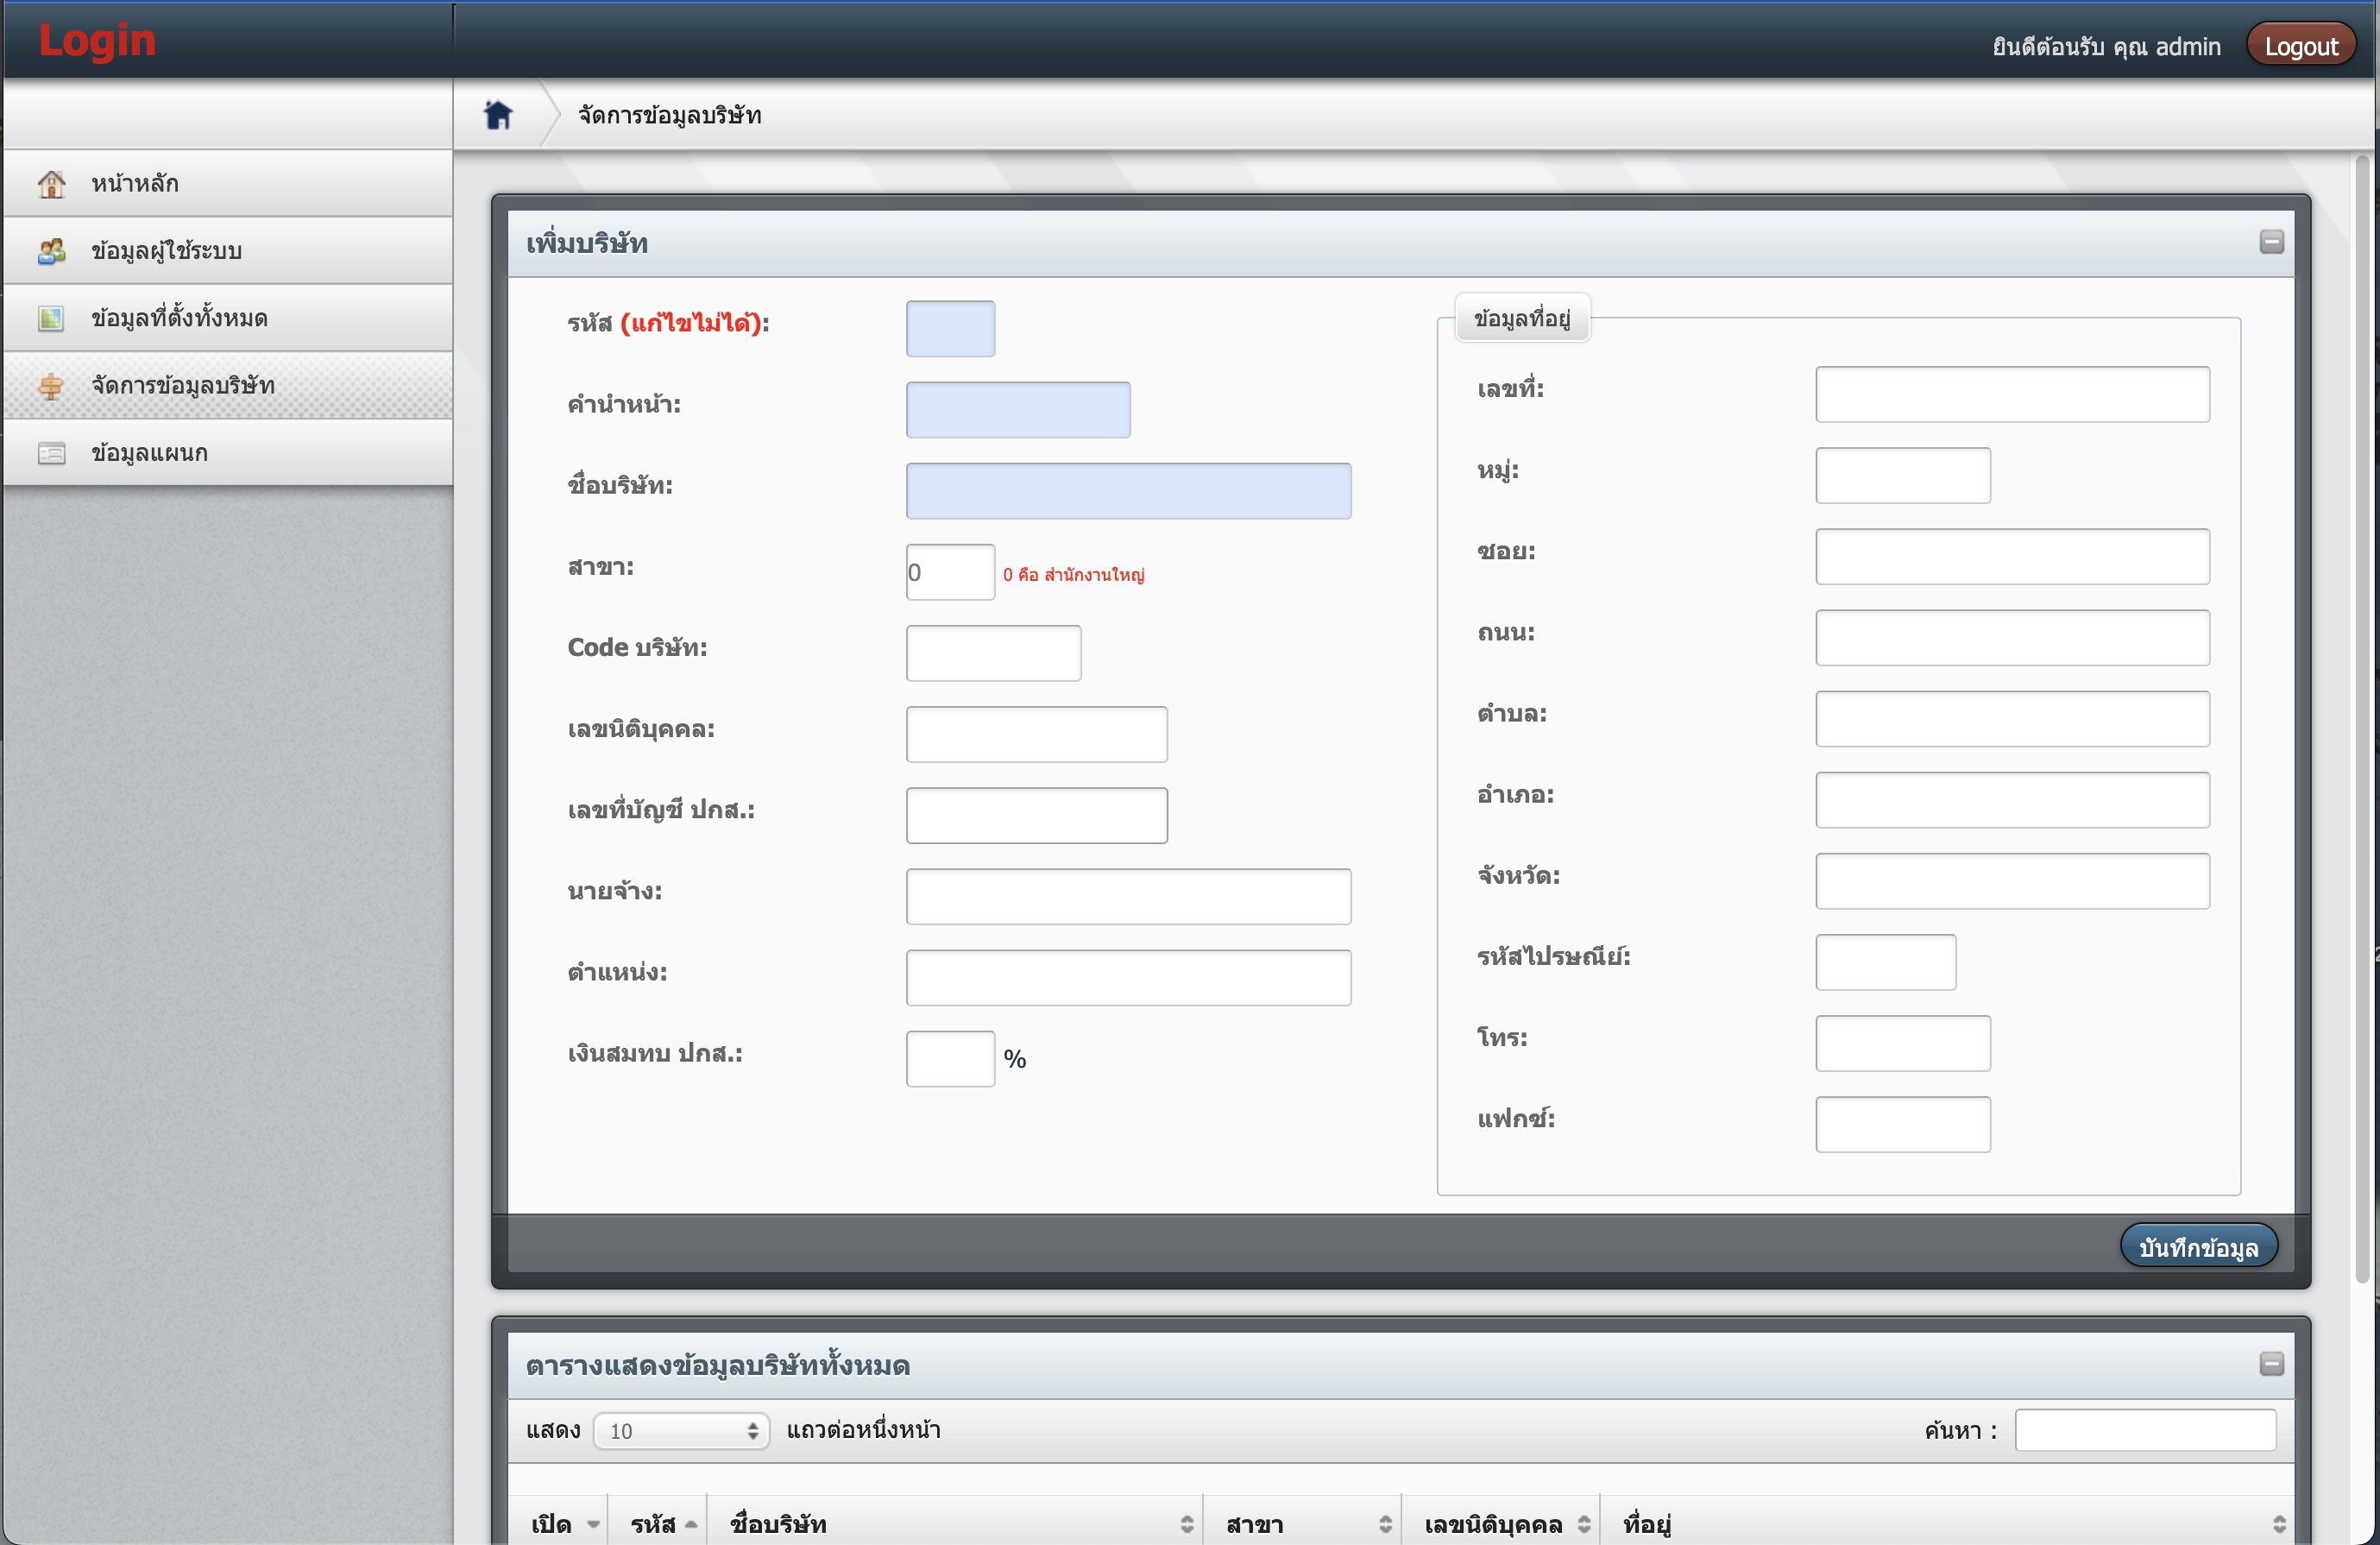 Login
ยินดีต้อนรับ คุณ admin
Logout
จัดการข้อมูลบริษัท
หน้าหลัก
ข้อมูลผู้ใช้ระบบ
ข้อมูลที่ตั้งทั้งหมด
จัดการข้อมูลบริษัท
ข้อมูลแผนก
เพิ่มบริษัท
รหัส (แก้ไขไม่ได้):
คำนำหน้า:
ชื่อบริษัท:
สาขา:
0
0 คือ สำนักงานใหญ่
Code บริษัท:
เลขนิติบุคคล:
เลขที่บัญชี ปกส.:
นายจ้าง:
ตำแหน่ง:
เงินสมทบ ปกส.:
%
ข้อมูลที่อยู่
เลขที่:
หมู่:
ซอย:
ถนน:
ตำบล:
อำเภอ:
จังหวัด:
รหัสไปรษณีย์:
โทร:
แฟกซ์:
บันทึกข้อมูล
ตารางแสดงข้อมูลบริษัททั้งหมด
แสดง 10 แถวต่อหนึ่งหน้า
ค้นหา :
เปิด รหัส ชื่อบริษัท สาขา เลขนิติบุคคล ที่อยู่